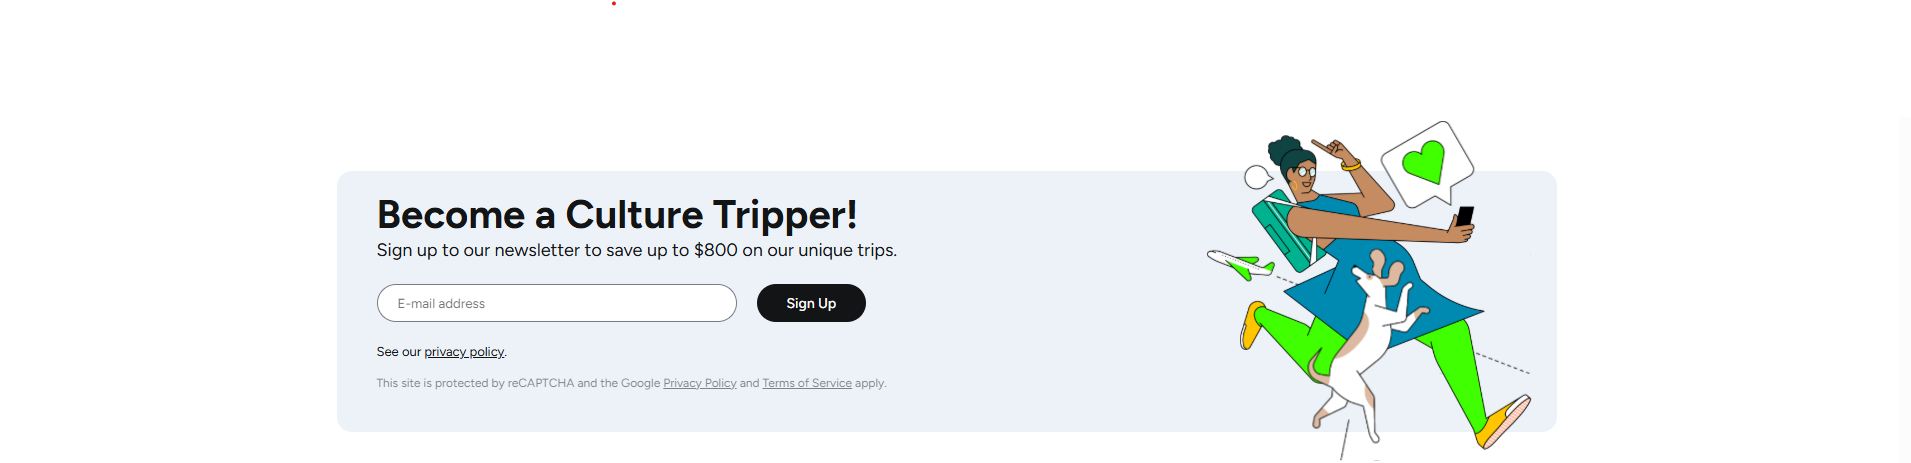 Become a Culture Tripper!
Sign up to our newsletter to save up to $800 on our unique trips.
E-mail address
Sign Up
See our privacy policy.
This site is protected by reCAPTCHA and the Google Privacy Policy and Terms of Service apply.